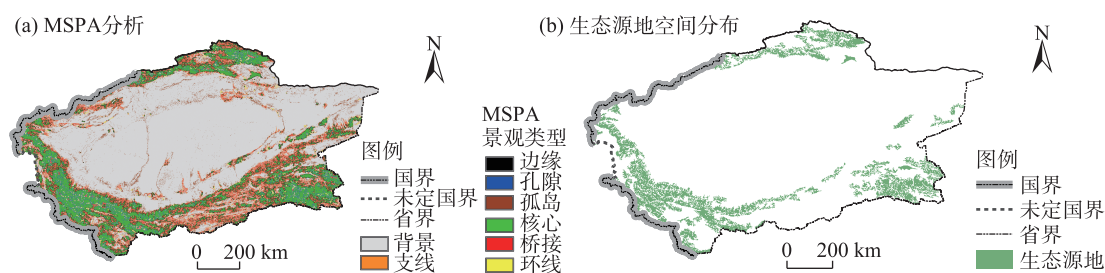 (a) MSPA分析
N
图例
国界
未定国界
省界
背景
支线
0 200 km
MSPA
景观类型
边缘
孔隙
孤岛
核心
桥接
环线
(b) 生态源地空间分布
N
图例
国界
未定国界
省界
生态源地
0 200 km